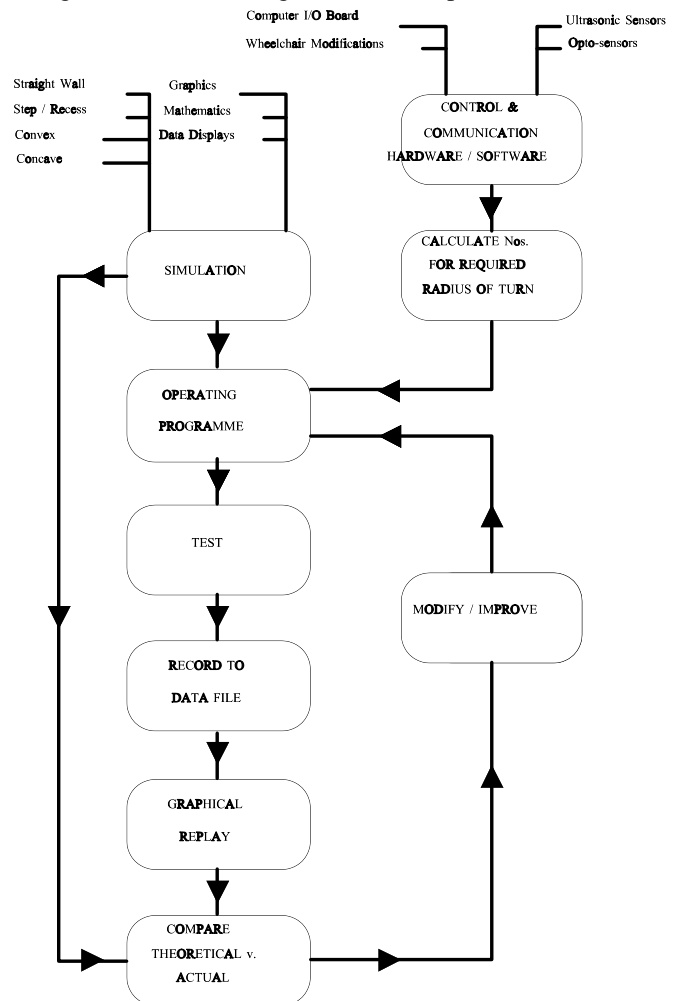 Computer I/O Board
Wheelchair Modifications
Ultrasonic Sensors
Opto-sensors
Straight Wall
Step / Recess
Convex
Concave
Graphics
Mathematics
Data Displays
CONTROL &
COMMUNICATION
HARDWARE / SOFTWARE
SIMULATION
CALCULATE Nos.
FOR REQUIRED
RADIUS OF TURN
OPERATING
PROGRAMME
TEST
MODIFY / IMPROVE
RECORD TO
DATA FILE
GRAPHICAL
REPLAY
COMPARE
THEORETICAL v.
ACTUAL